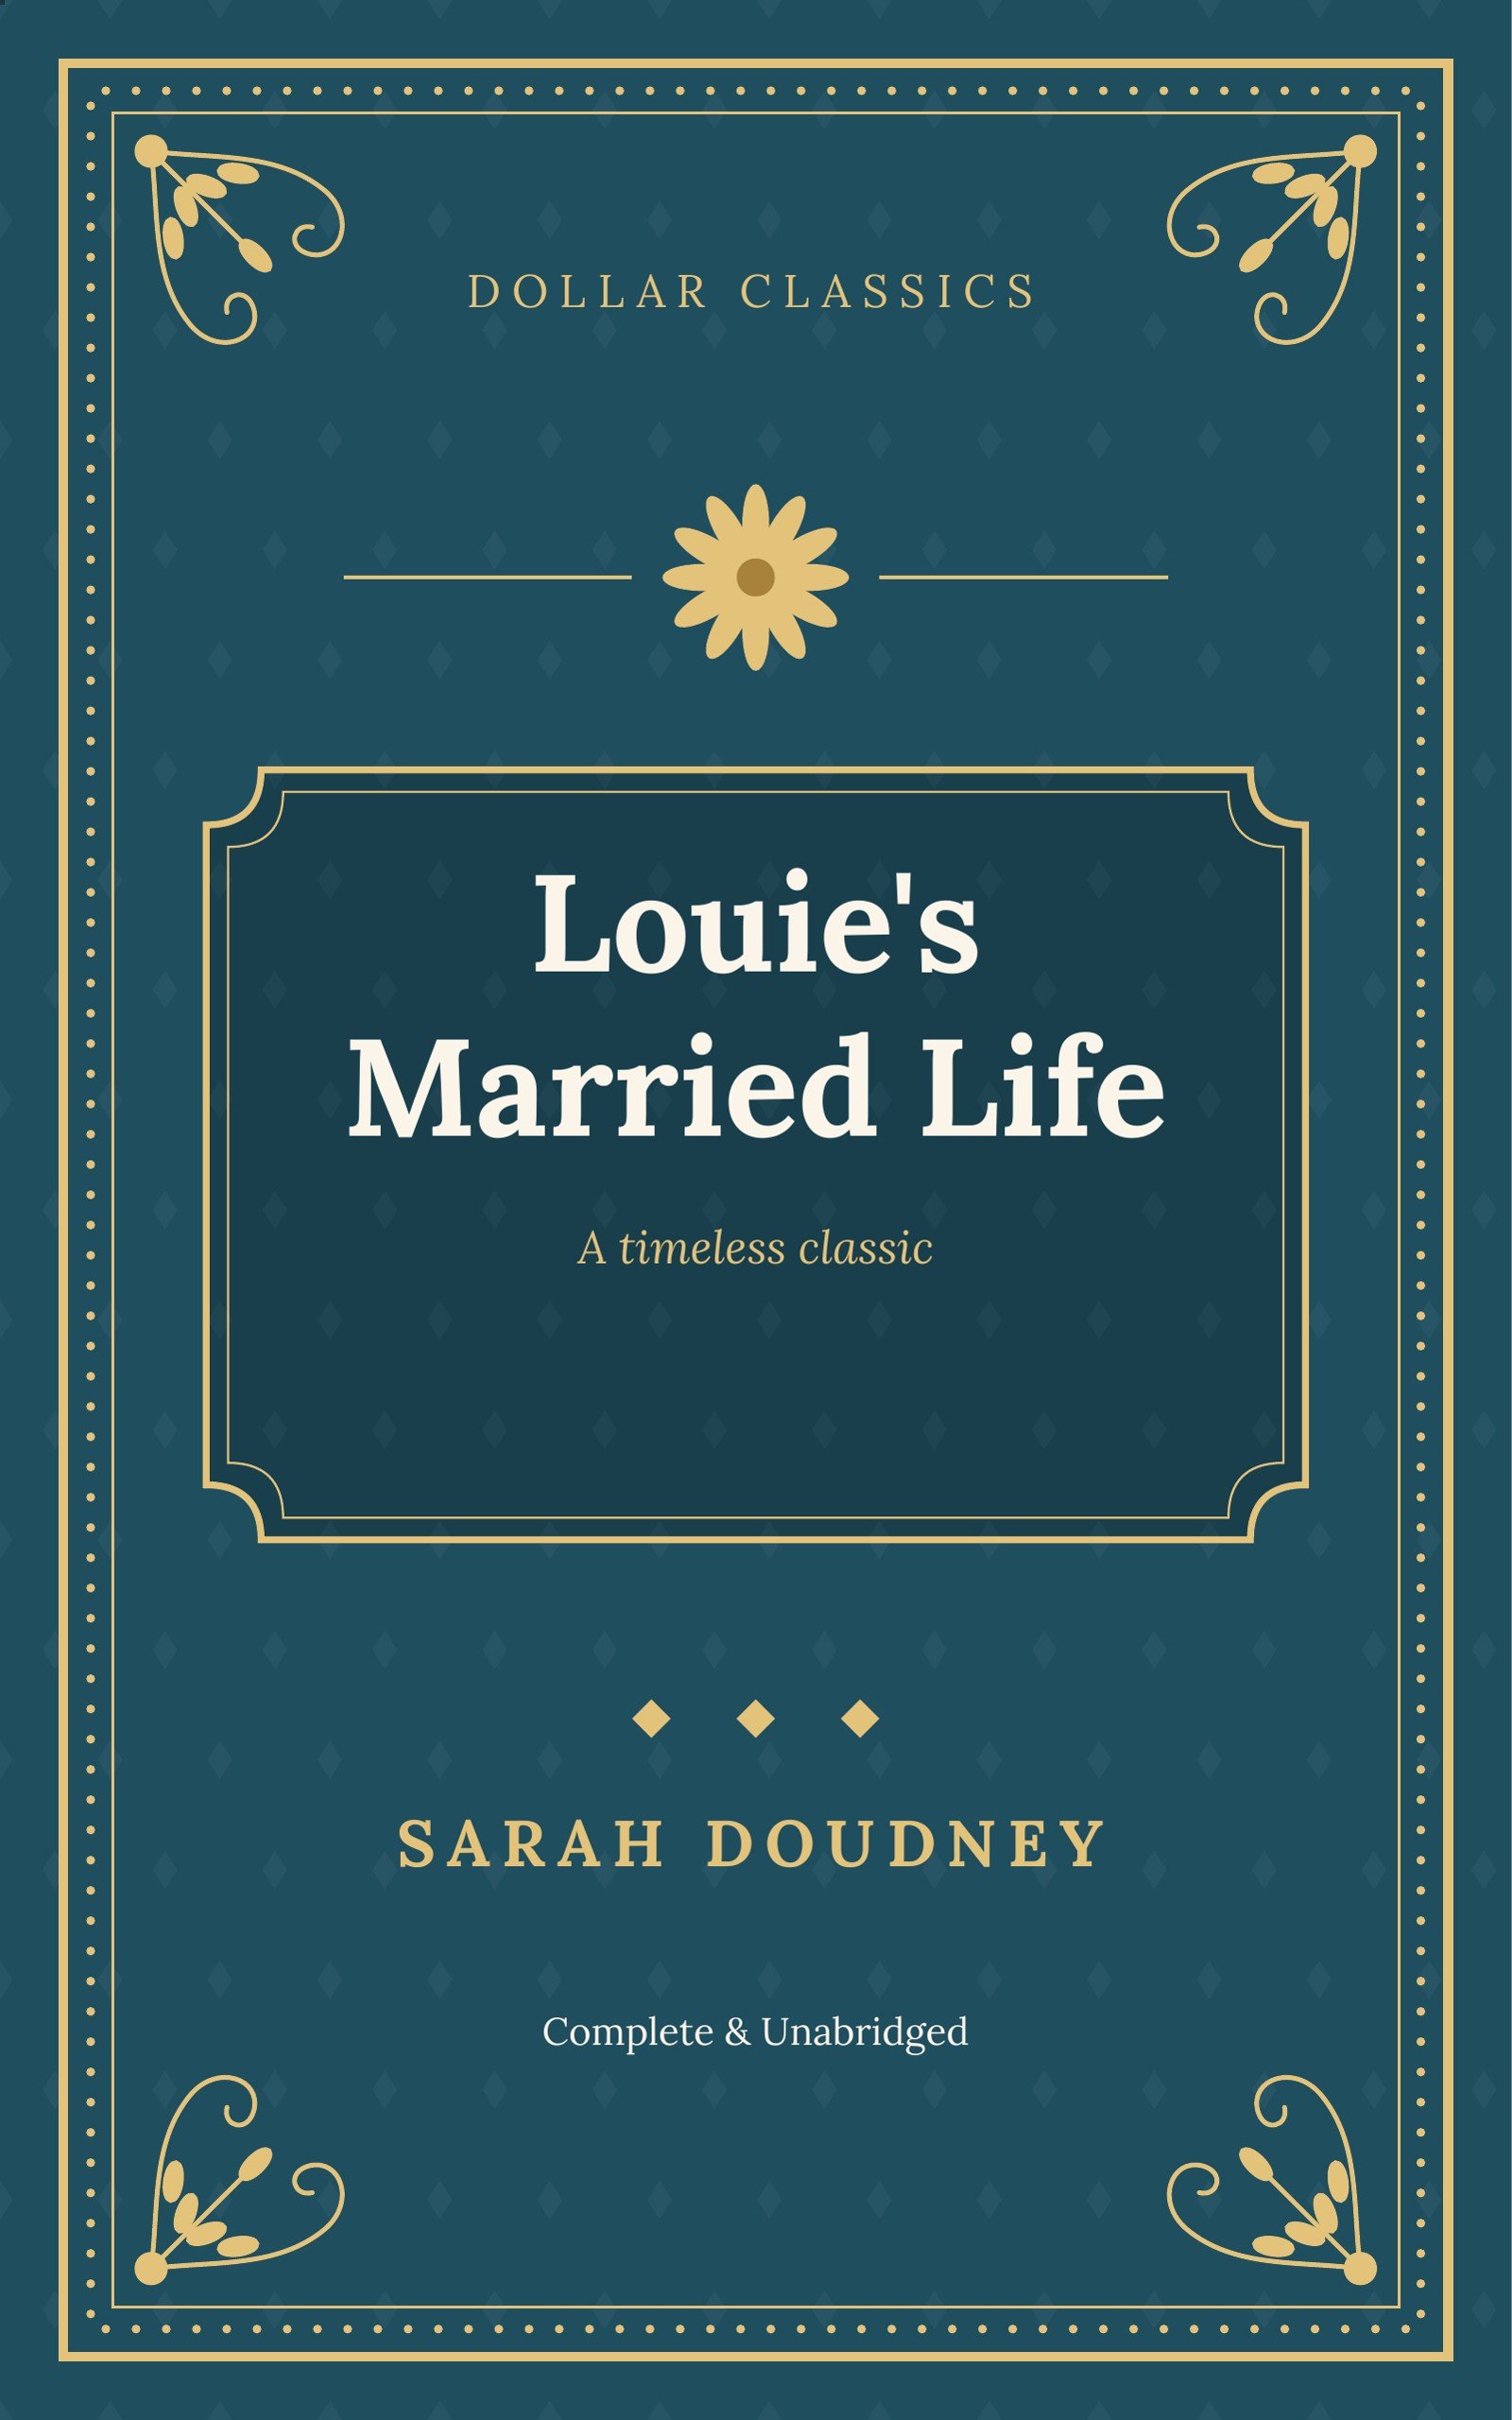 DOLLAR CLASSICS
Louie's
Married Life
A timeless classic
SARAH DOUDNEY
Complete & Unabridged